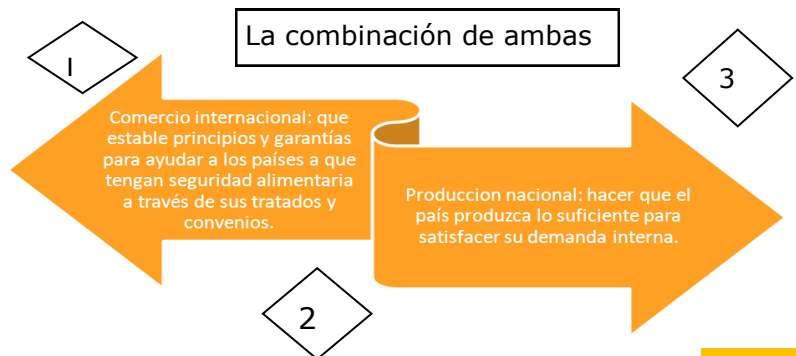 La combinación de ambas
I
3
Comercio internacional: que
estable principios y garantías
para ayudar a los países a que
tengan seguridad alimentaria
a través de sus tratados y
convenios.
Produccion nacional: hacer que el
país produzca lo suficiente para
satisfacer su demanda interna.
2